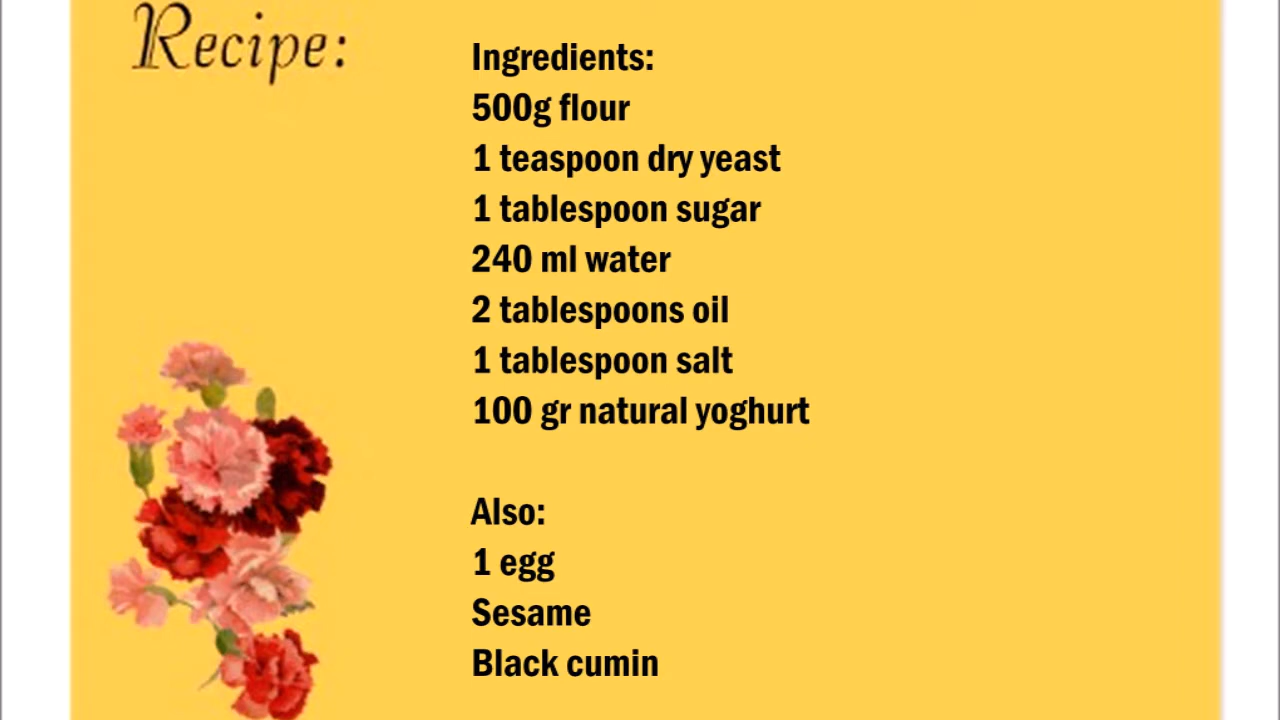 Recipe:
Ingredients:
500g flour
1 teaspoon dry yeast
1 tablespoon sugar
240 ml water
2 tablespoons oil
1 tablespoon salt
100 gr natural yoghurt
Also:
1 egg
Sesame
Black cumin